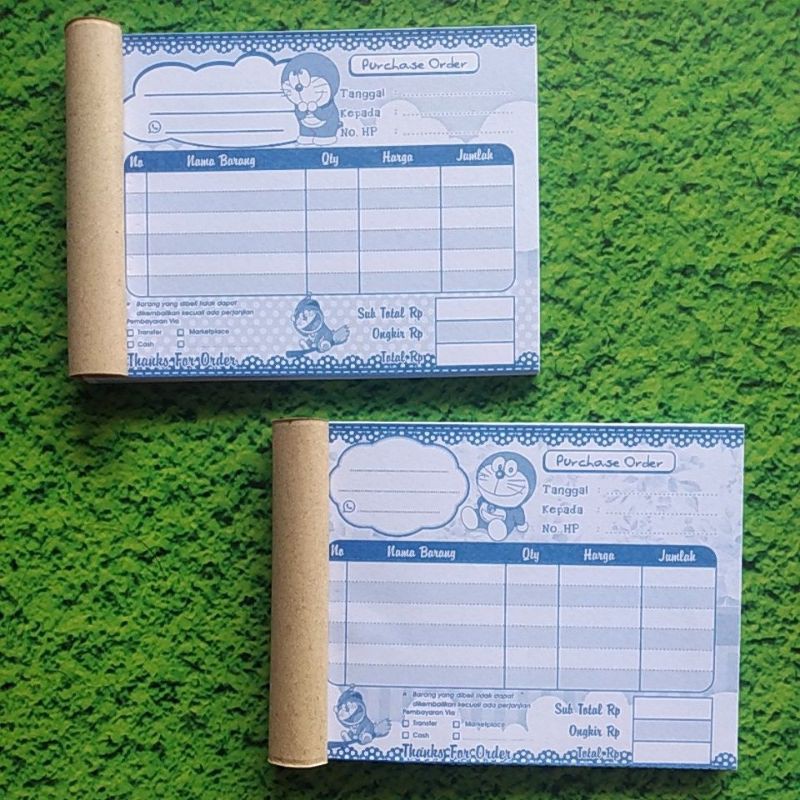 Purchase Order
Tanggal :
Kepada :
No. HP :
No Nama Barang Qty Harga Jumlah
* Barang yang dibeli tidak dapat
dikembalikan kecuali ada perjanjian
Pembayaran Via
Transfer Marketplace
Cash
Sub Total Rp
Ongkir Rp
Thanks For Order
Total Rp
Purchase Order
Tanggal :
Kepada :
No. HP :
No Nama Barang Qty Harga Jumlah
* Barang yang dibeli tidak dapat
dikembalikan kecuali ada perjanjian
Pembayaran Via
Transfer Marketplace
Cash
Sub Total Rp
Ongkir Rp
Thanks For Order
Total Rp